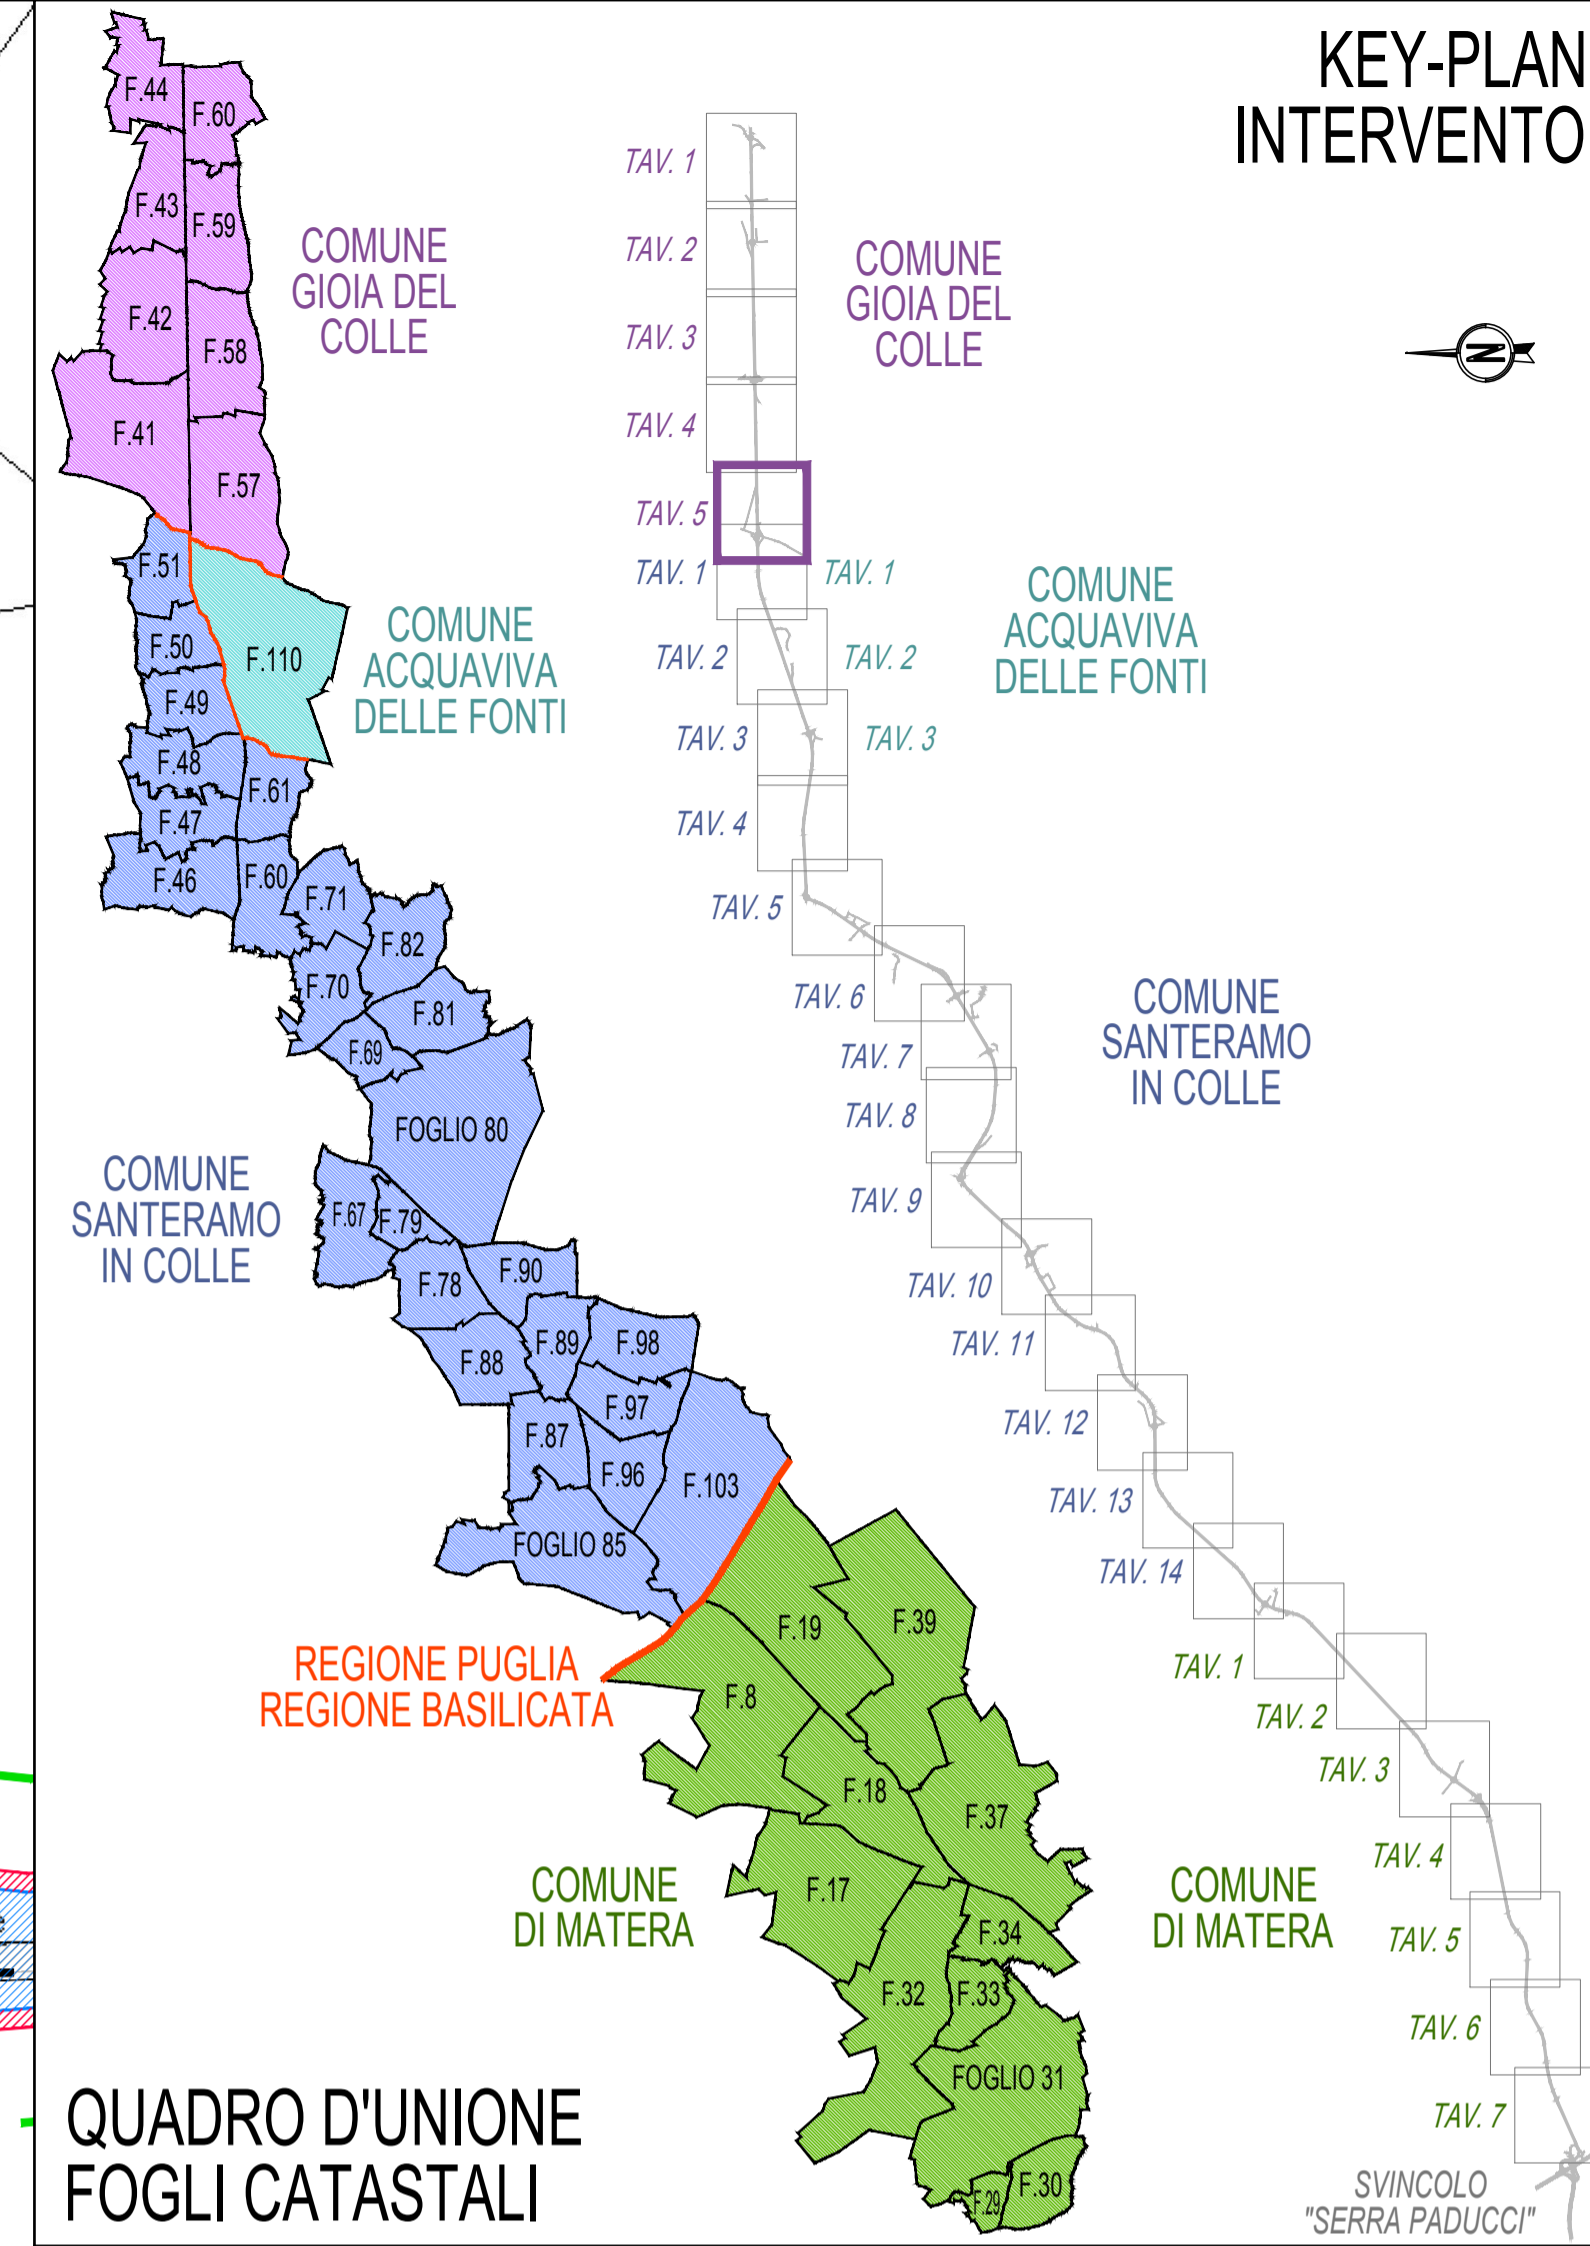 KEY-PLAN
INTERVENTO
N
F.44
F.60
F.43
F.59
F.42
F.58
F.41
F.57
COMUNE
GIOIA DEL
COLLE
F.51
F.50
F.110
F.49
F.48
F.61
F.47
F.46
F.60
COMUNE
ACQUAVIVA
DELLE FONTI
F.71
F.82
F.70
F.81
F.69
FOGLIO 80
F.67
F.79
F.78
F.90
F.89
F.98
F.88
F.97
F.87
F.96
F.103
FOGLIO 85
COMUNE
SANTERAMO
IN COLLE
REGIONE PUGLIA
REGIONE BASILICATA
F.19
F.39
F.8
F.18
F.37
F.17
F.34
F.32
F.33
FOGLIO 31
F.30
F.29
COMUNE
DI MATERA
TAV. 1
TAV. 2
TAV. 3
TAV. 4
TAV. 5
COMUNE
GIOIA DEL
COLLE
TAV. 1
TAV. 1
TAV. 2
TAV. 2
TAV. 3
TAV. 3
COMUNE
ACQUAVIVA
DELLE FONTI
TAV. 4
TAV. 5
TAV. 6
TAV. 7
TAV. 8
TAV. 9
TAV. 10
TAV. 11
TAV. 12
TAV. 13
TAV. 14
COMUNE
SANTERAMO
IN COLLE
TAV. 1
TAV. 2
TAV. 3
TAV. 4
TAV. 5
TAV. 6
TAV. 7
COMUNE
DI MATERA
SVINCOLO
"SERRA PADUCCI"
QUADRO D'UNIONE
FOGLI CATASTALI